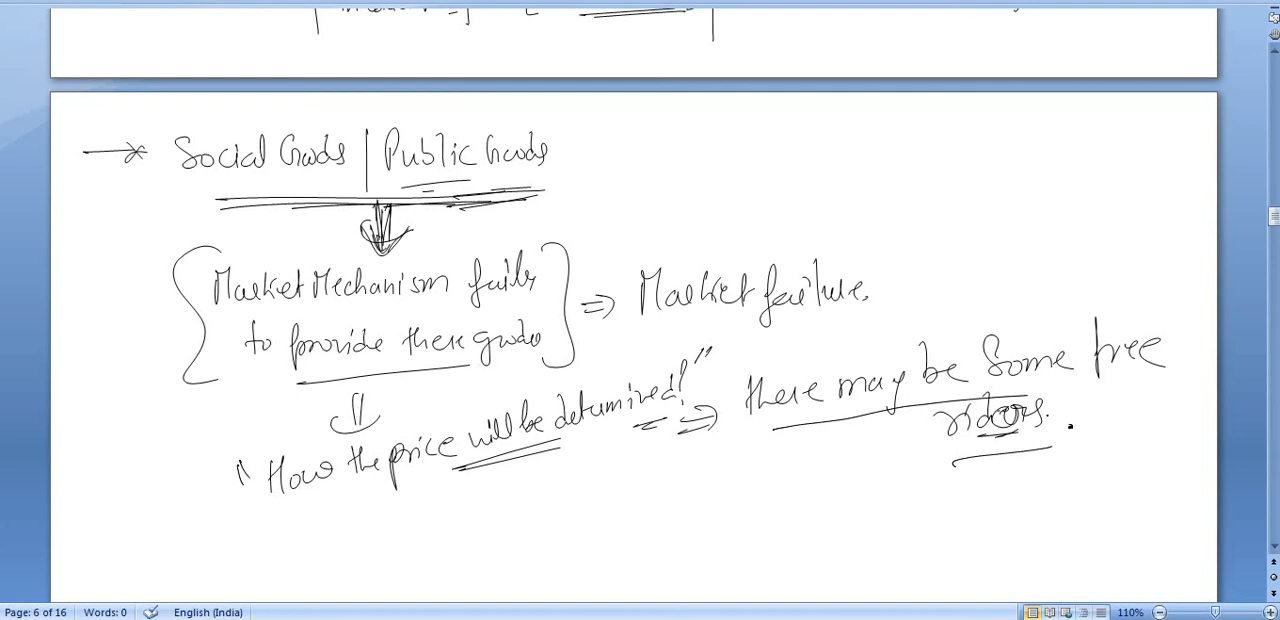 Social Goods | Public Goods
Market Mechanism fails
to provide these goods
⇒ Market failure.
"How the price will be determined?" ⇒ there may be some free
riders.
Page: 6 of 16 Words: 0 English (India) 110%